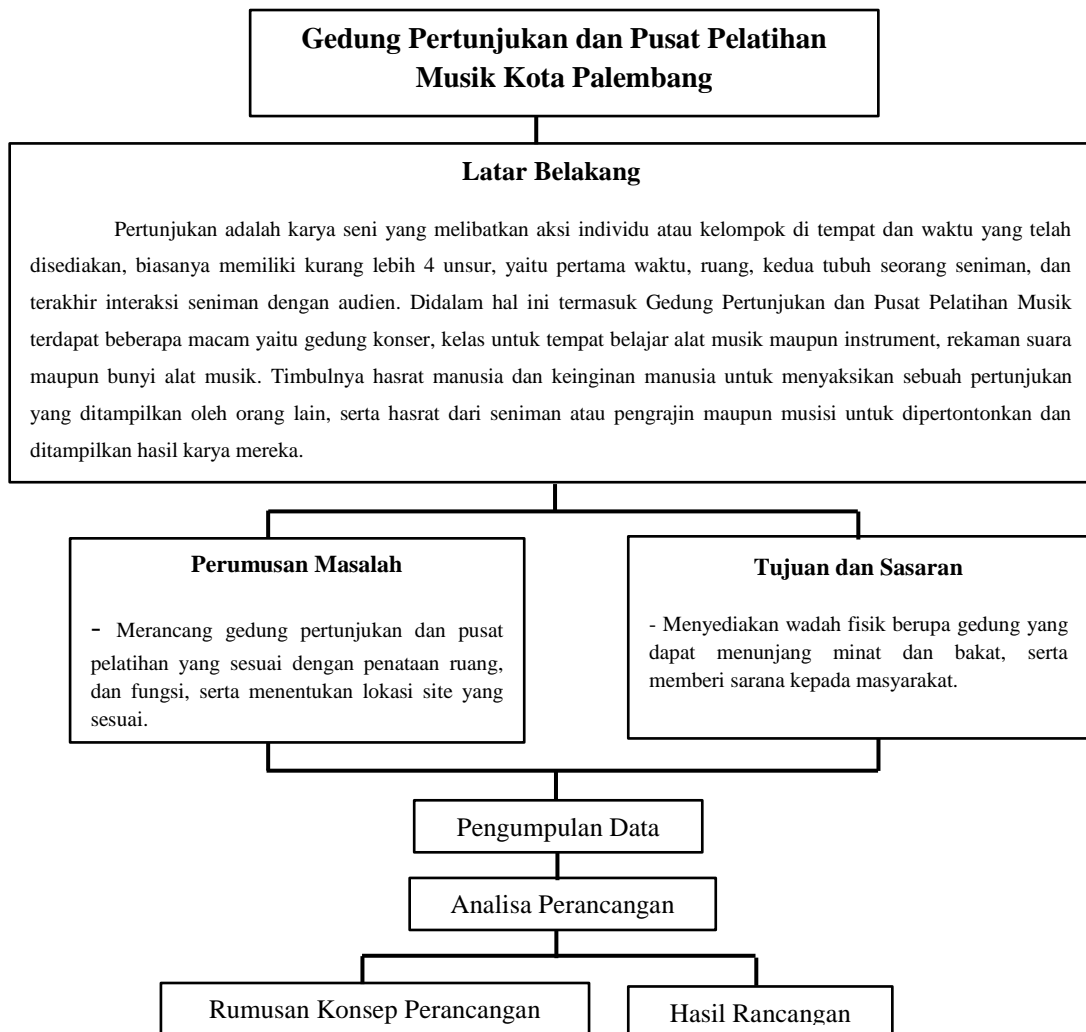 Gedung Pertunjukan dan Pusat Pelatihan
Musik Kota Palembang
Latar Belakang
Pertunjukan adalah karya seni yang melibatkan aksi individu atau kelompok di tempat dan waktu yang telah
disediakan, biasanya memiliki kurang lebih 4 unsur, yaitu pertama waktu, ruang, kedua tubuh seorang seniman, dan
terakhir interaksi seniman dengan audien. Didalam hal ini termasuk Gedung Pertunjukan dan Pusat Pelatihan Musik
terdapat beberapa macam yaitu gedung konser, kelas untuk tempat belajar alat musik maupun instrument, rekaman suara
maupun bunyi alat musik. Timbulnya hasrat manusia dan keinginan manusia untuk menyaksikan sebuah pertunjukan
yang ditampilkan oleh orang lain, serta hasrat dari seniman atau pengrajin maupun musisi untuk dipertontonkan dan
ditampilkan hasil karya mereka.
Perumusan Masalah
- Merancang gedung pertunjukan dan pusat
pelatihan yang sesuai dengan penataan ruang,
dan fungsi, serta menentukan lokasi site yang
sesuai.
Tujuan dan Sasaran
- Menyediakan wadah fisik berupa gedung yang
dapat menunjang minat dan bakat, serta
memberi sarana kepada masyarakat.
Pengumpulan Data
Analisa Perancangan
Rumusan Konsep Perancangan
Hasil Rancangan